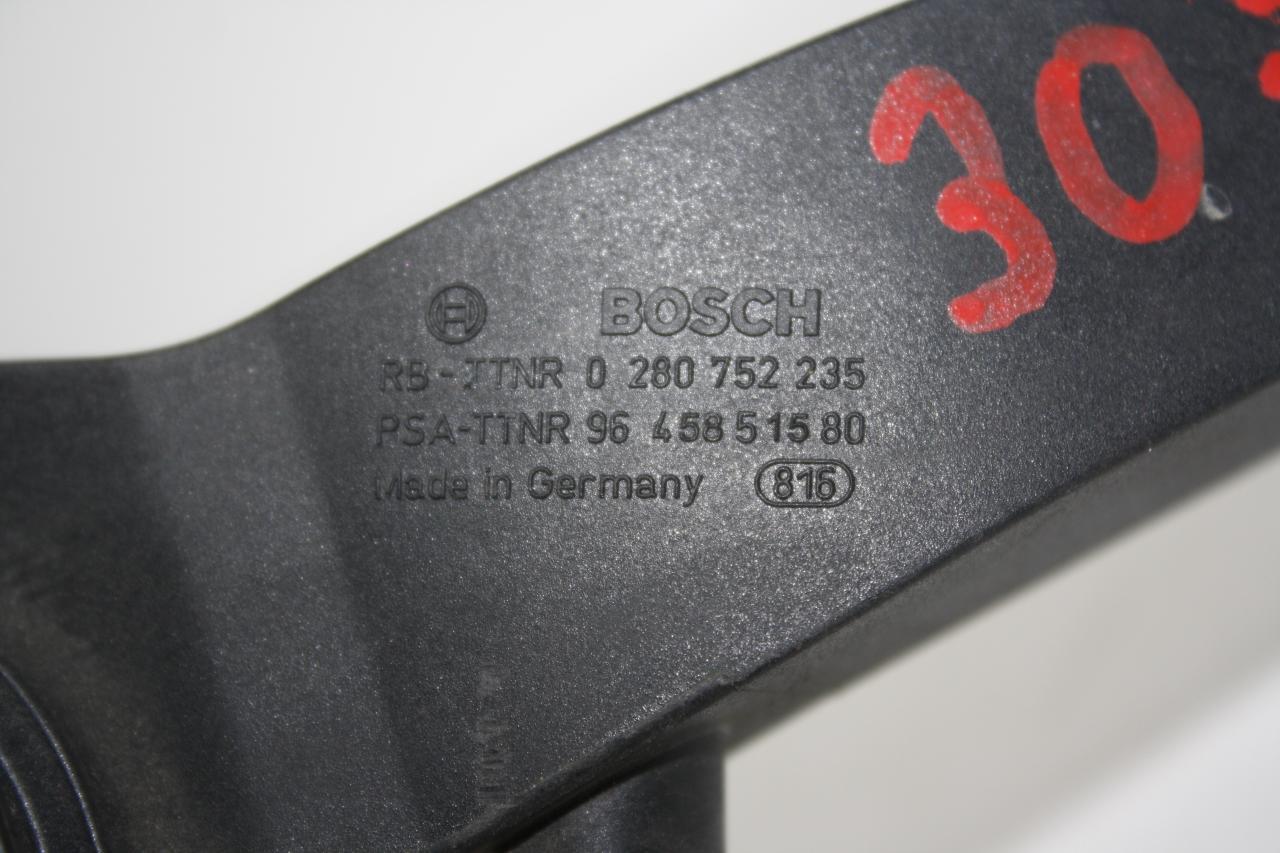 30
BOSCH
RB-TTNR 0 280 752 235
PSA-TTNR 96 458 515 80
Made in Germany 816